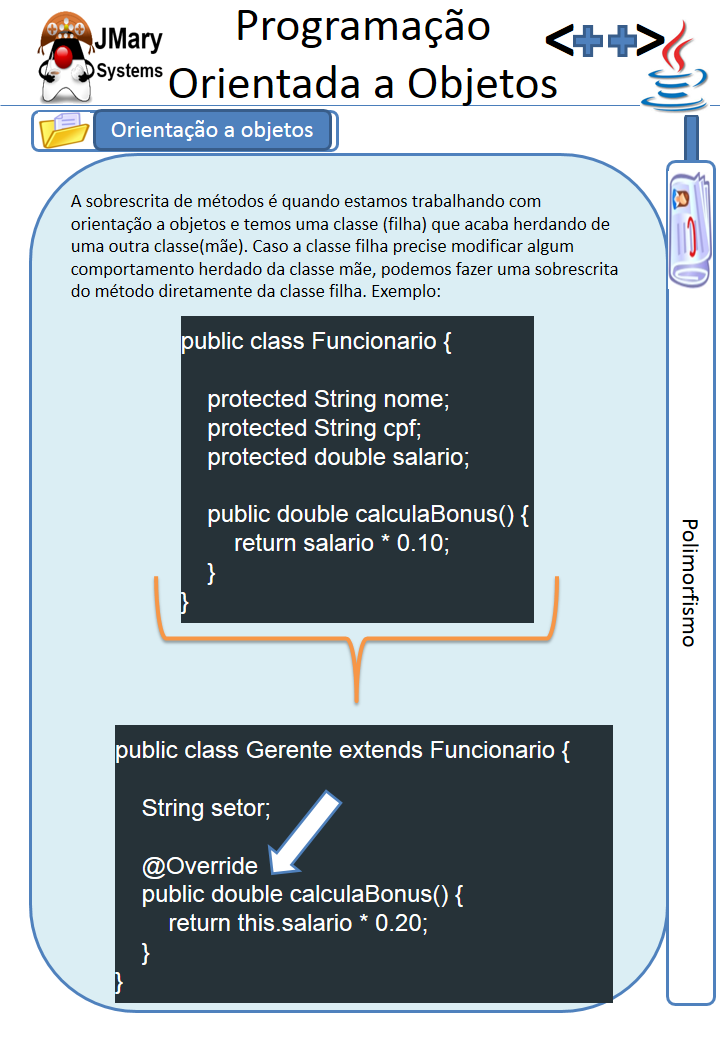 JMary
Systems
Programação
Orientada a Objetos
<++>
Orientação a objetos
A sobrescrita de métodos é quando estamos trabalhando com
orientação a objetos e temos uma classe (filha) que acaba herdando de
uma outra classe(mãe). Caso a classe filha precise modificar algum
comportamento herdado da classe mãe, podemos fazer uma sobrescrita
do método diretamente da classe filha. Exemplo:
public class Funcionario {
protected String nome;
protected String cpf;
protected double salario;
public double calculaBonus() {
return salario * 0.10;
}
}
public class Gerente extends Funcionario {
String setor;
@Override
public double calculaBonus() {
return this.salario * 0.20;
}
}
Polimorfismo